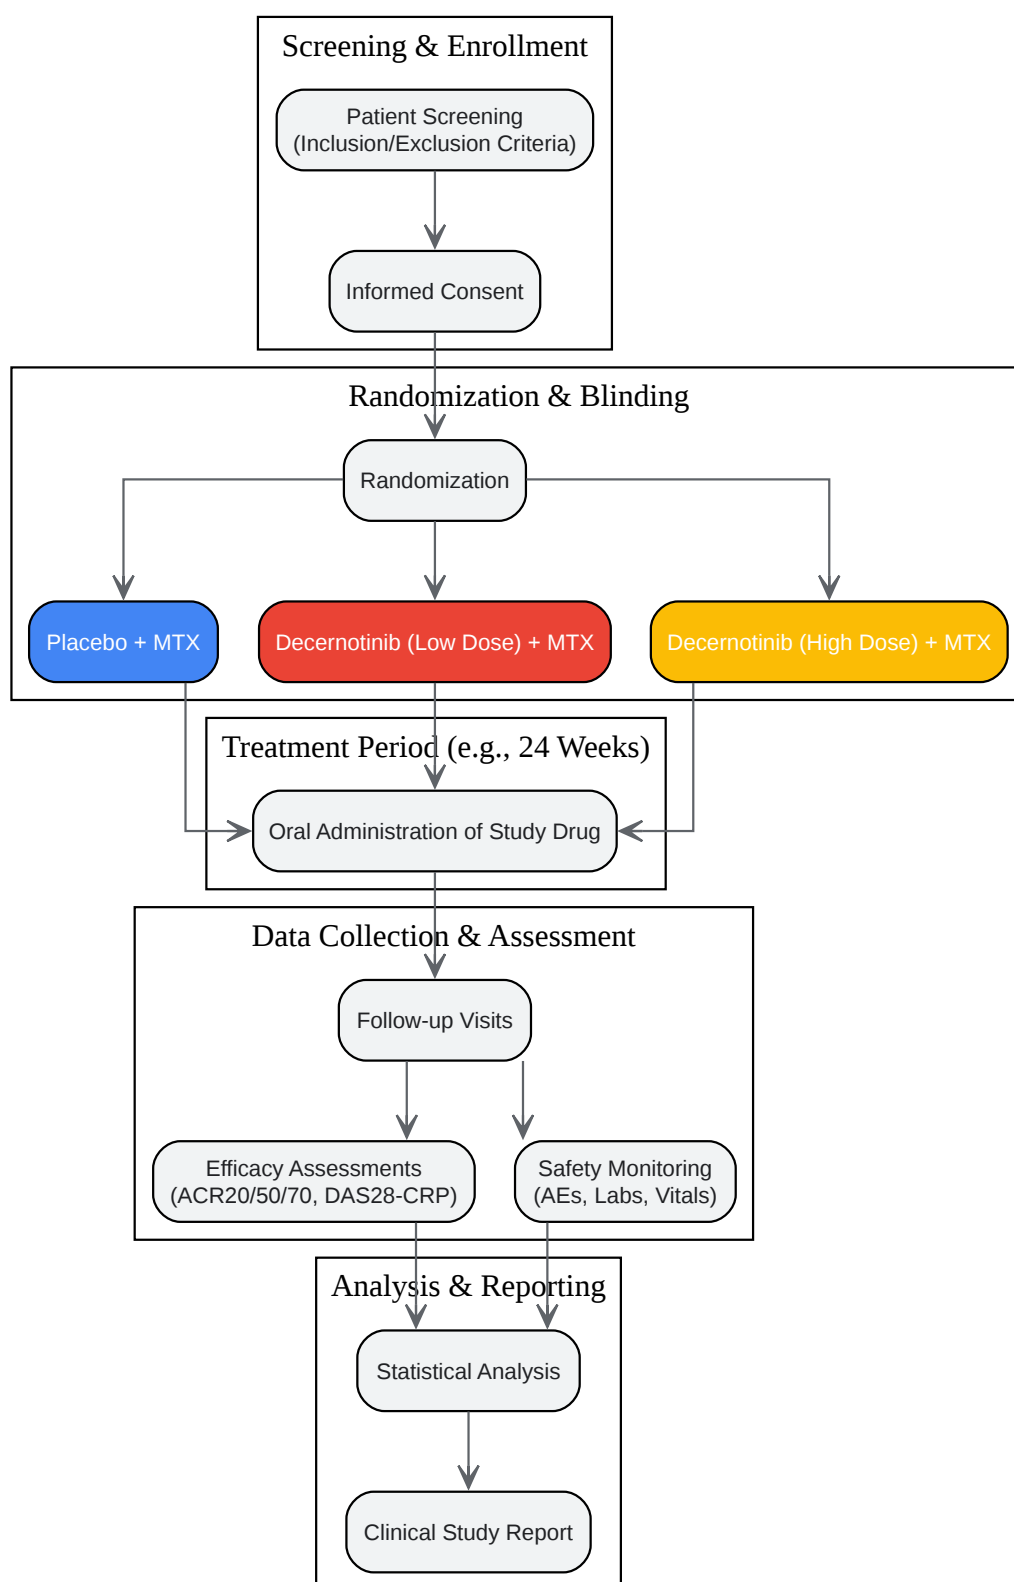 Screening & Enrollment
Patient Screening
(Inclusion/Exclusion Criteria)
Informed Consent
Randomization & Blinding
Randomization
Placebo + MTX
Decernotinib (Low Dose) + MTX
Decernotinib (High Dose) + MTX
Treatment Period (e.g., 24 Weeks)
Oral Administration of Study Drug
Data Collection & Assessment
Follow-up Visits
Efficacy Assessments
(ACR20/50/70, DAS28-CRP)
Safety Monitoring
(AEs, Labs, Vitals)
Analysis & Reporting
Statistical Analysis
Clinical Study Report